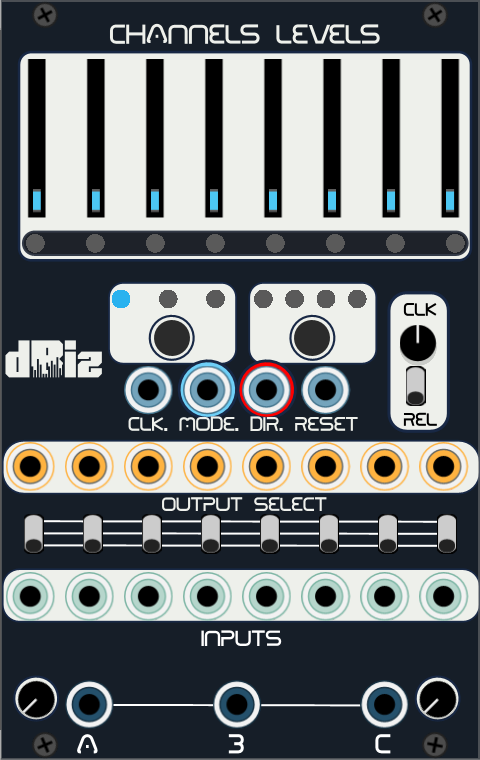 CHANNELS LEVELS
CLK
dBiz
REL
CLK. MODE. DIR. RESET
OUTPUT SELECT
INPUTS
A B C